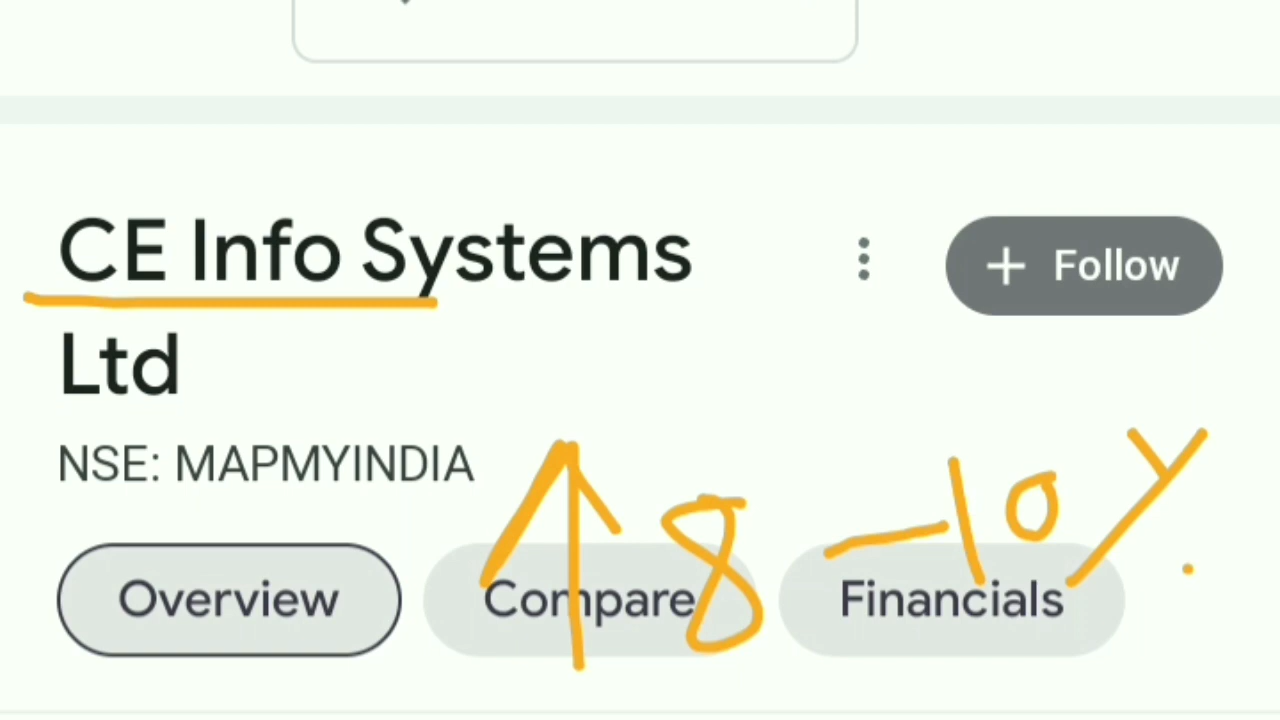 CE Info Systems
+ Follow
Ltd
NSE: MAPMYINDIA
↑ 8 - 10 Y.
Overview
Compare
Financials